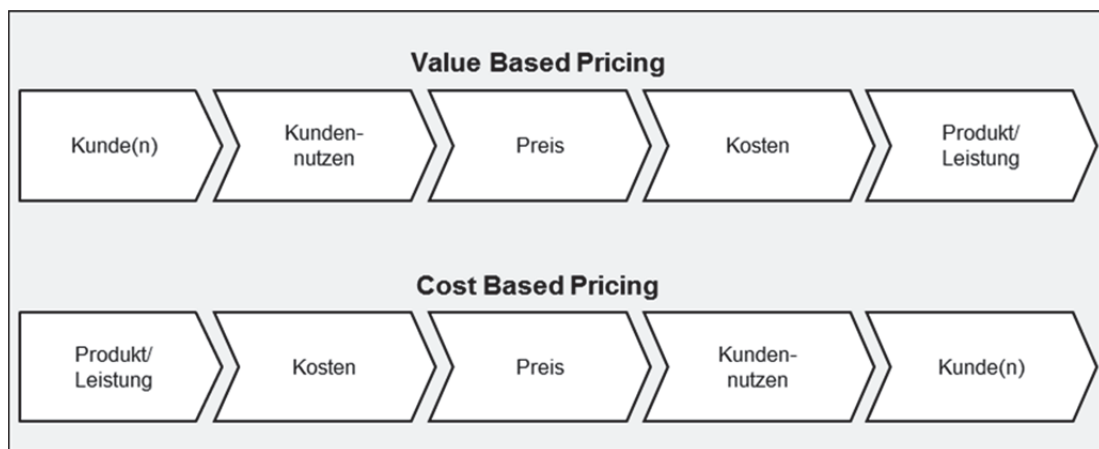 Value Based Pricing
Kunde(n)
Kunden-
nutzen
Preis
Kosten
Produkt/
Leistung
Cost Based Pricing
Produkt/
Leistung
Kosten
Preis
Kunden-
nutzen
Kunde(n)